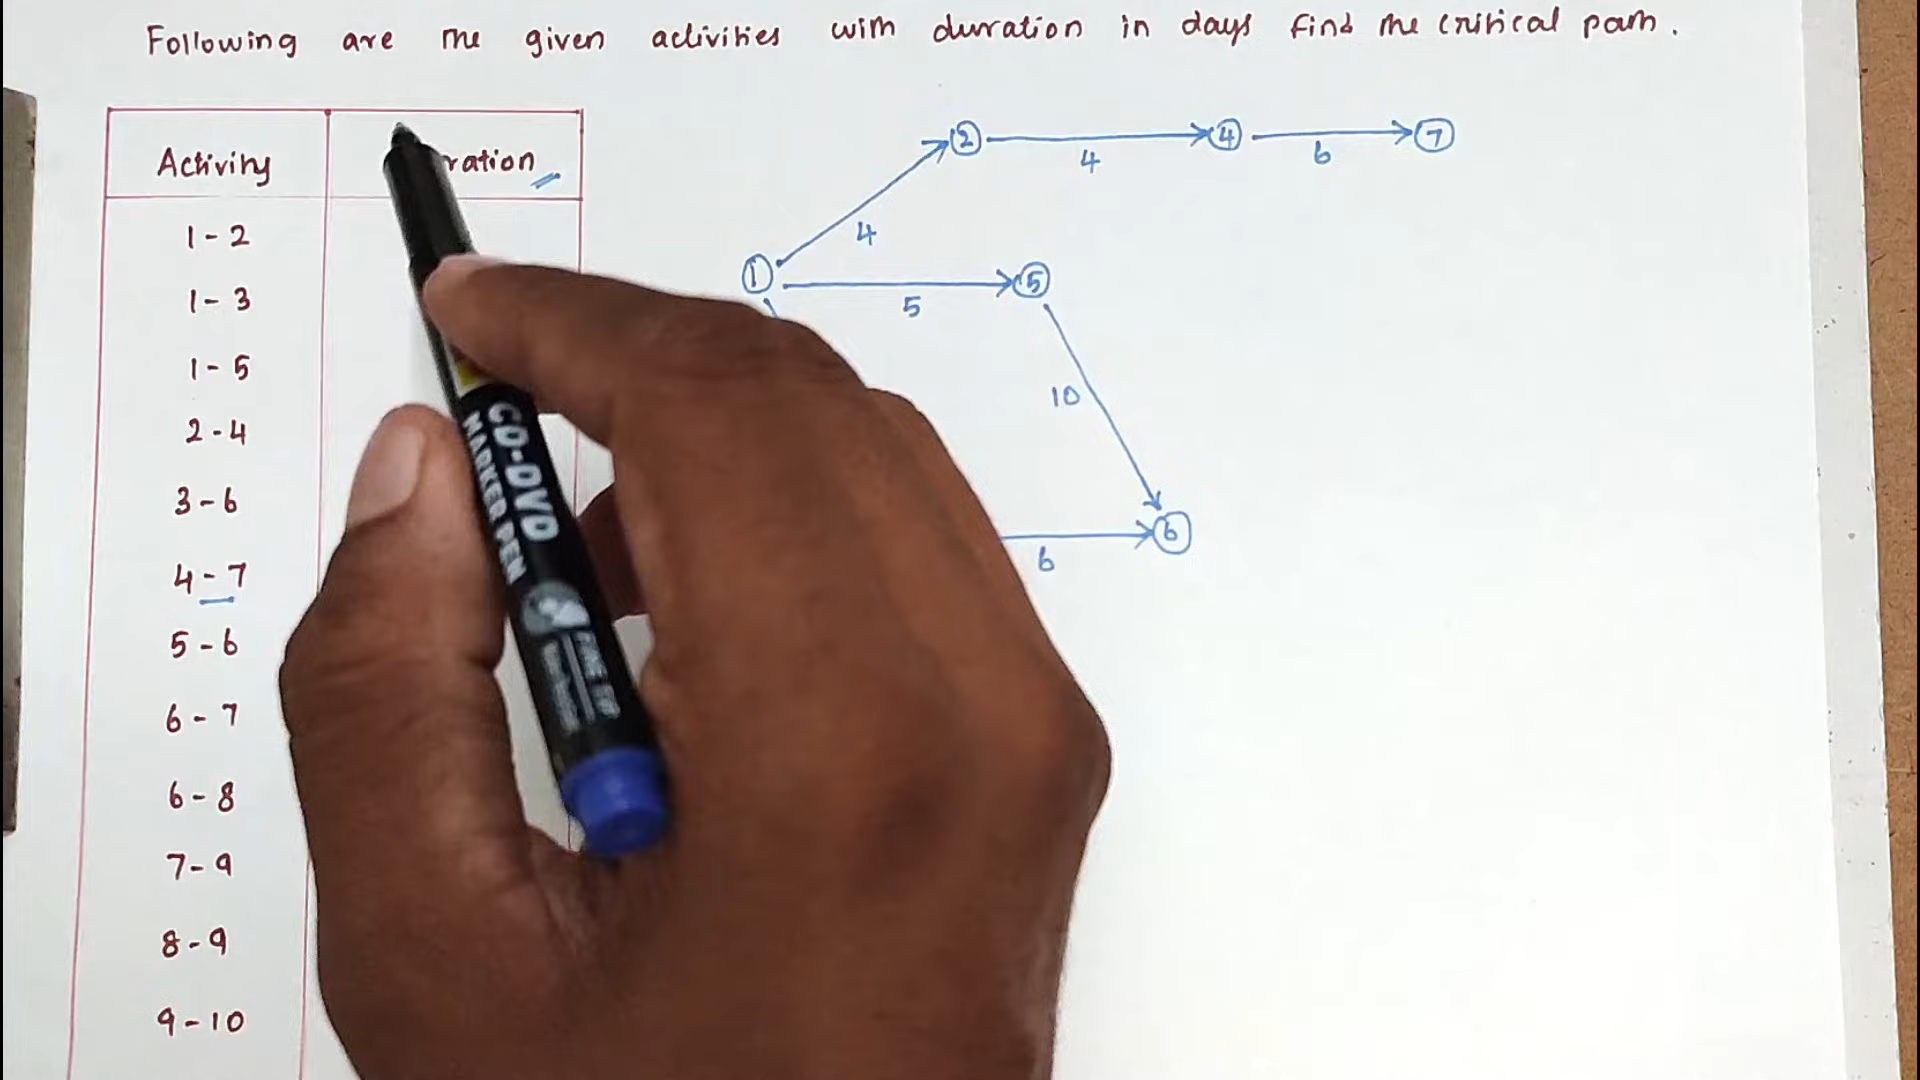 Following are the given activities with duration in days find the critical path.
Activity
ration
1 - 2
1 - 3
1 - 5
2 - 4
3 - 6
4 - 7
5 - 6
6 - 7
6 - 8
7 - 9
8 - 9
9 - 10
2
4
4
6
7
4
1
5
5
10
6
6
CD-DVD
MARKER PEN